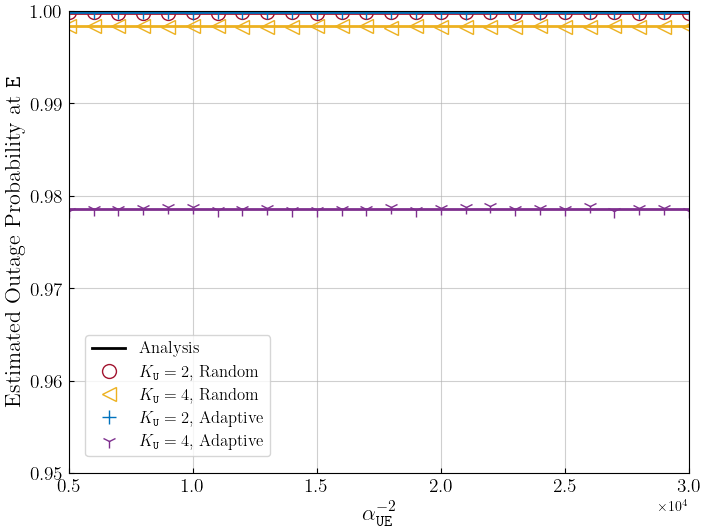 Estimated Outage Probability at E
1.00
0.99
0.98
0.97
0.96
0.95
Analysis
K_U = 2, Random
K_U = 4, Random
K_U = 2, Adaptive
K_U = 4, Adaptive
0.5 1.0 1.5 2.0 2.5 3.0
×10⁴
α_UE^−2